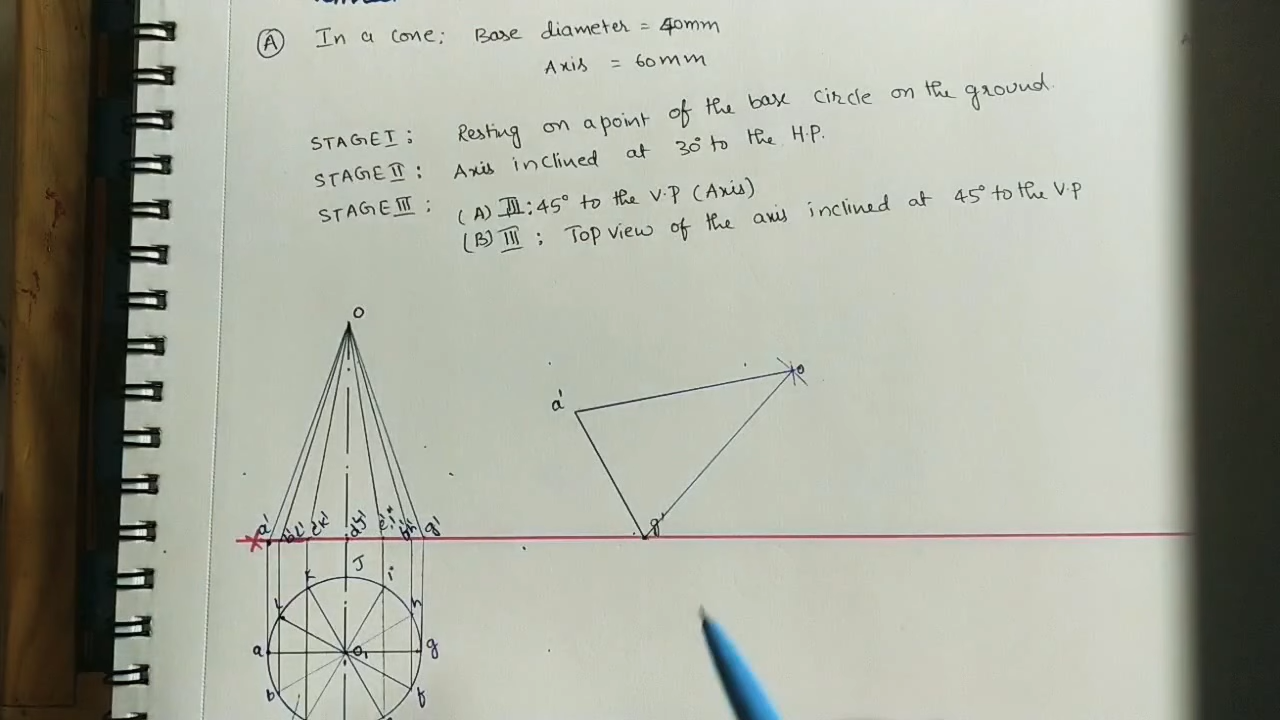 (A) In a cone; Base diameter = 40mm
Axis = 60mm
STAGE I : Resting on a point of the base circle on the ground.
STAGE II : Axis inclined at 30° to the H.P.
STAGE III : (A) III : 45° to the V.P (Axis)
(B) III ; Top view of the axis inclined at 45° to the V.P
O
a' o
g'
X a' b'l' c'k' d'j' e'i' f'h' g'
J
k i
l h
a O₁ g
b f